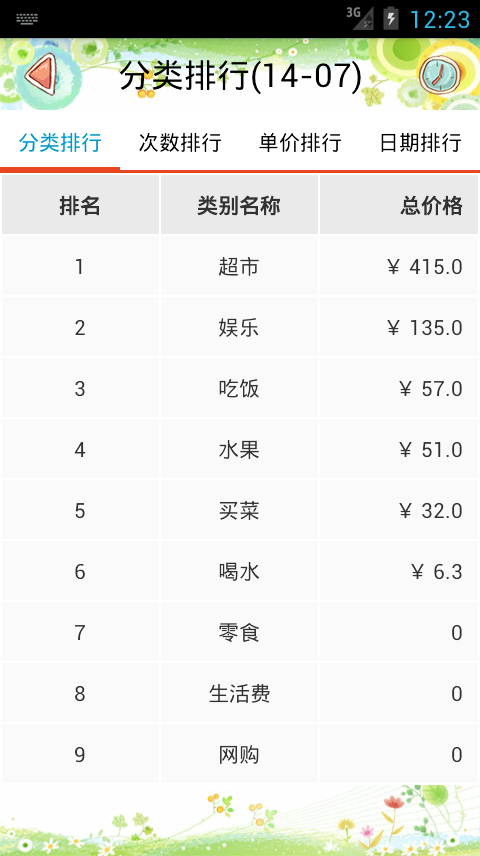 3G 12:23
分类排行(14-07)
分类排行 次数排行 单价排行 日期排行
排名 类别名称 总价格
1 超市 ¥ 415.0
2 娱乐 ¥ 135.0
3 吃饭 ¥ 57.0
4 水果 ¥ 51.0
5 买菜 ¥ 32.0
6 喝水 ¥ 6.3
7 零食 0
8 生活费 0
9 网购 0